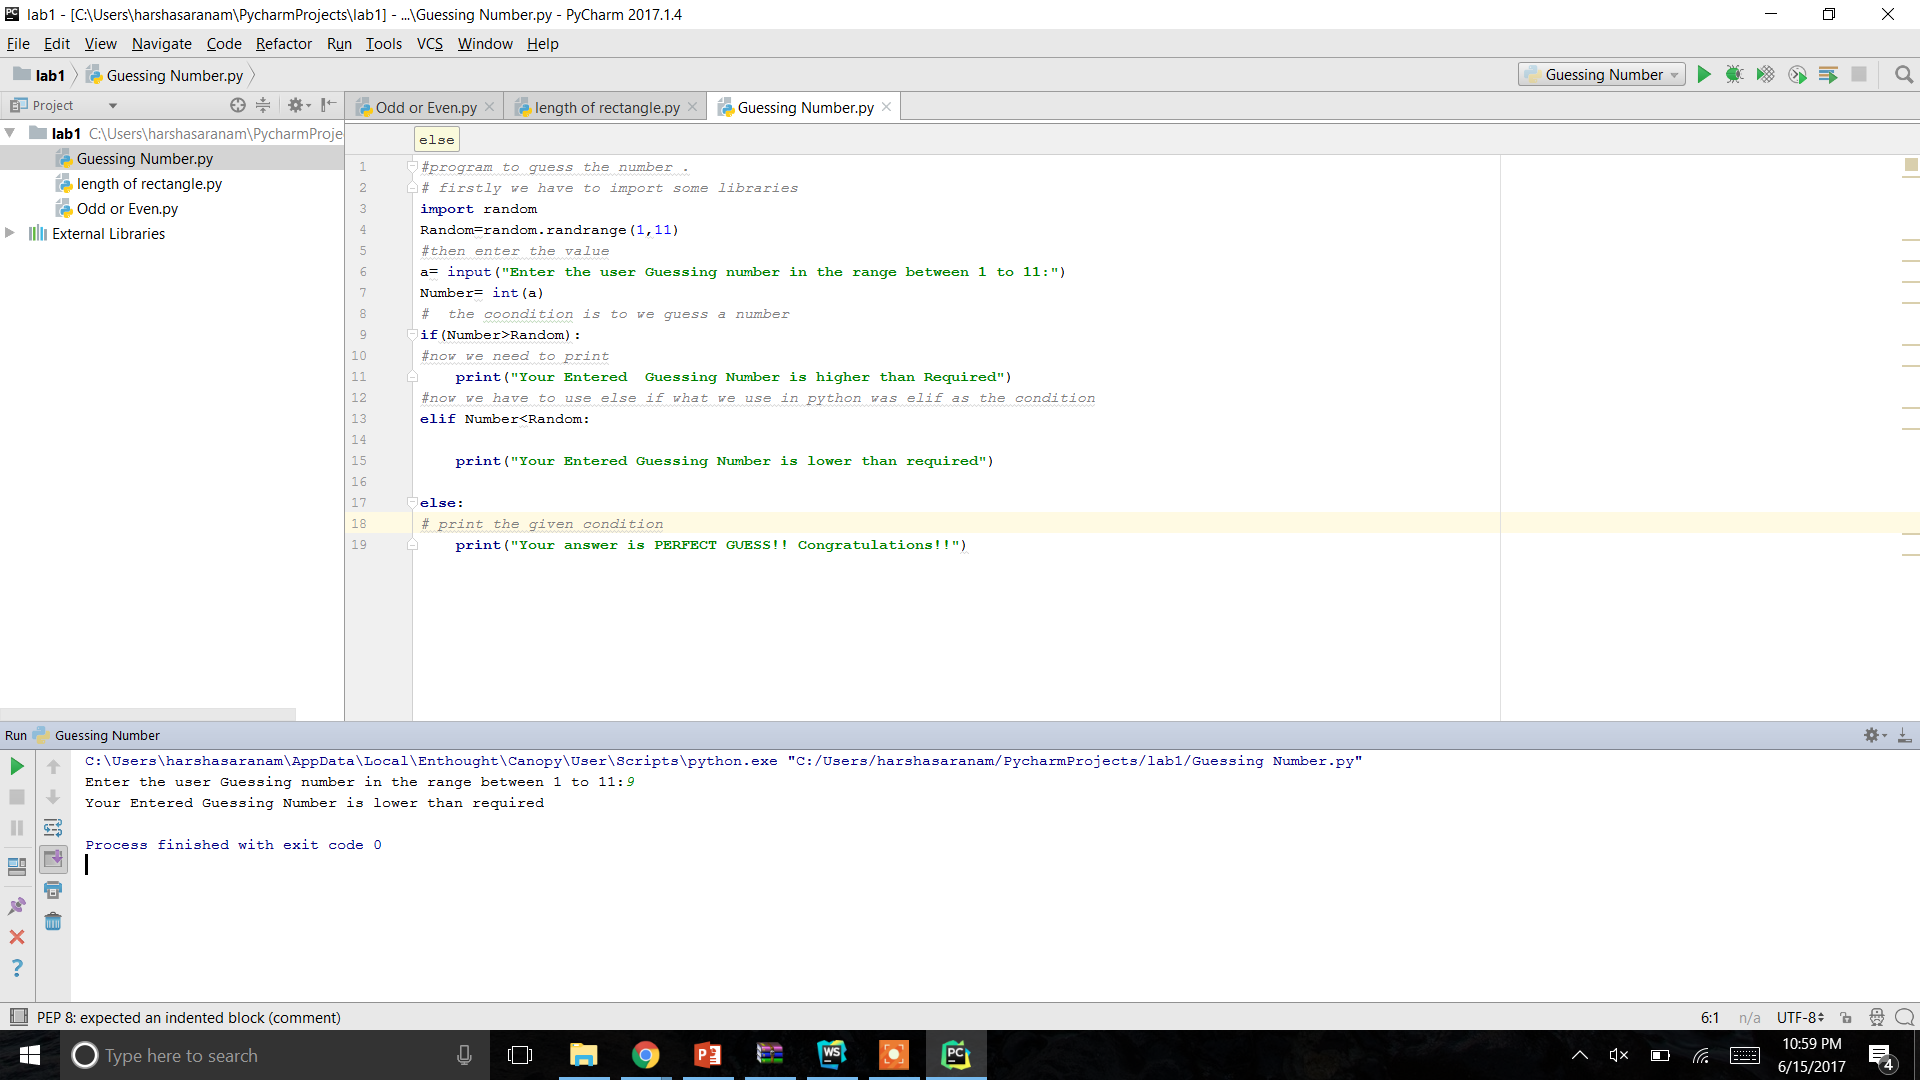 lab1 - [C:\Users\harshasaranam\PycharmProjects\lab1] - ...\Guessing Number.py - PyCharm 2017.1.4
File Edit View Navigate Code Refactor Run Tools VCS Window Help
lab1 Guessing Number.py
Guessing Number
Project
Odd or Even.py
length of rectangle.py
Guessing Number.py
lab1 C:\Users\harshasaranam\PycharmProje
Guessing Number.py
length of rectangle.py
Odd or Even.py
External Libraries
else
1 #program to guess the number .
2 # firstly we have to import some libraries
3 import random
4 Random=random.randrange(1,11)
5 #then enter the value
6 a= input("Enter the user Guessing number in the range between 1 to 11:")
7 Number= int(a)
8 #  the coondition is to we guess a number
9 if(Number>Random):
10 #now we need to print
11     print("Your Entered  Guessing Number is higher than Required")
12 #now we have to use else if what we use in python was elif as the condition
13 elif Number<Random:
14
15     print("Your Entered Guessing Number is lower than required")
16
17 else:
18 # print the given condition
19     print("Your answer is PERFECT GUESS!! Congratulations!!")
Run Guessing Number
C:\Users\harshasaranam\AppData\Local\Enthought\Canopy\User\Scripts\python.exe "C:/Users/harshasaranam/PycharmProjects/lab1/Guessing Number.py"
Enter the user Guessing number in the range between 1 to 11:9
Your Entered Guessing Number is lower than required
Process finished with exit code 0
PEP 8: expected an indented block (comment)
6:1 n/a UTF-8
Type here to search
10:59 PM
6/15/2017
4